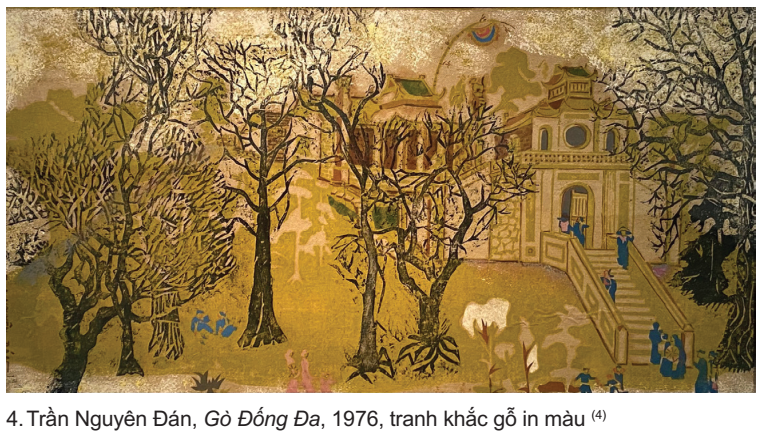 4. Trần Nguyên Đán, Gò Đống Đa, 1976, tranh khắc gỗ in màu (4)